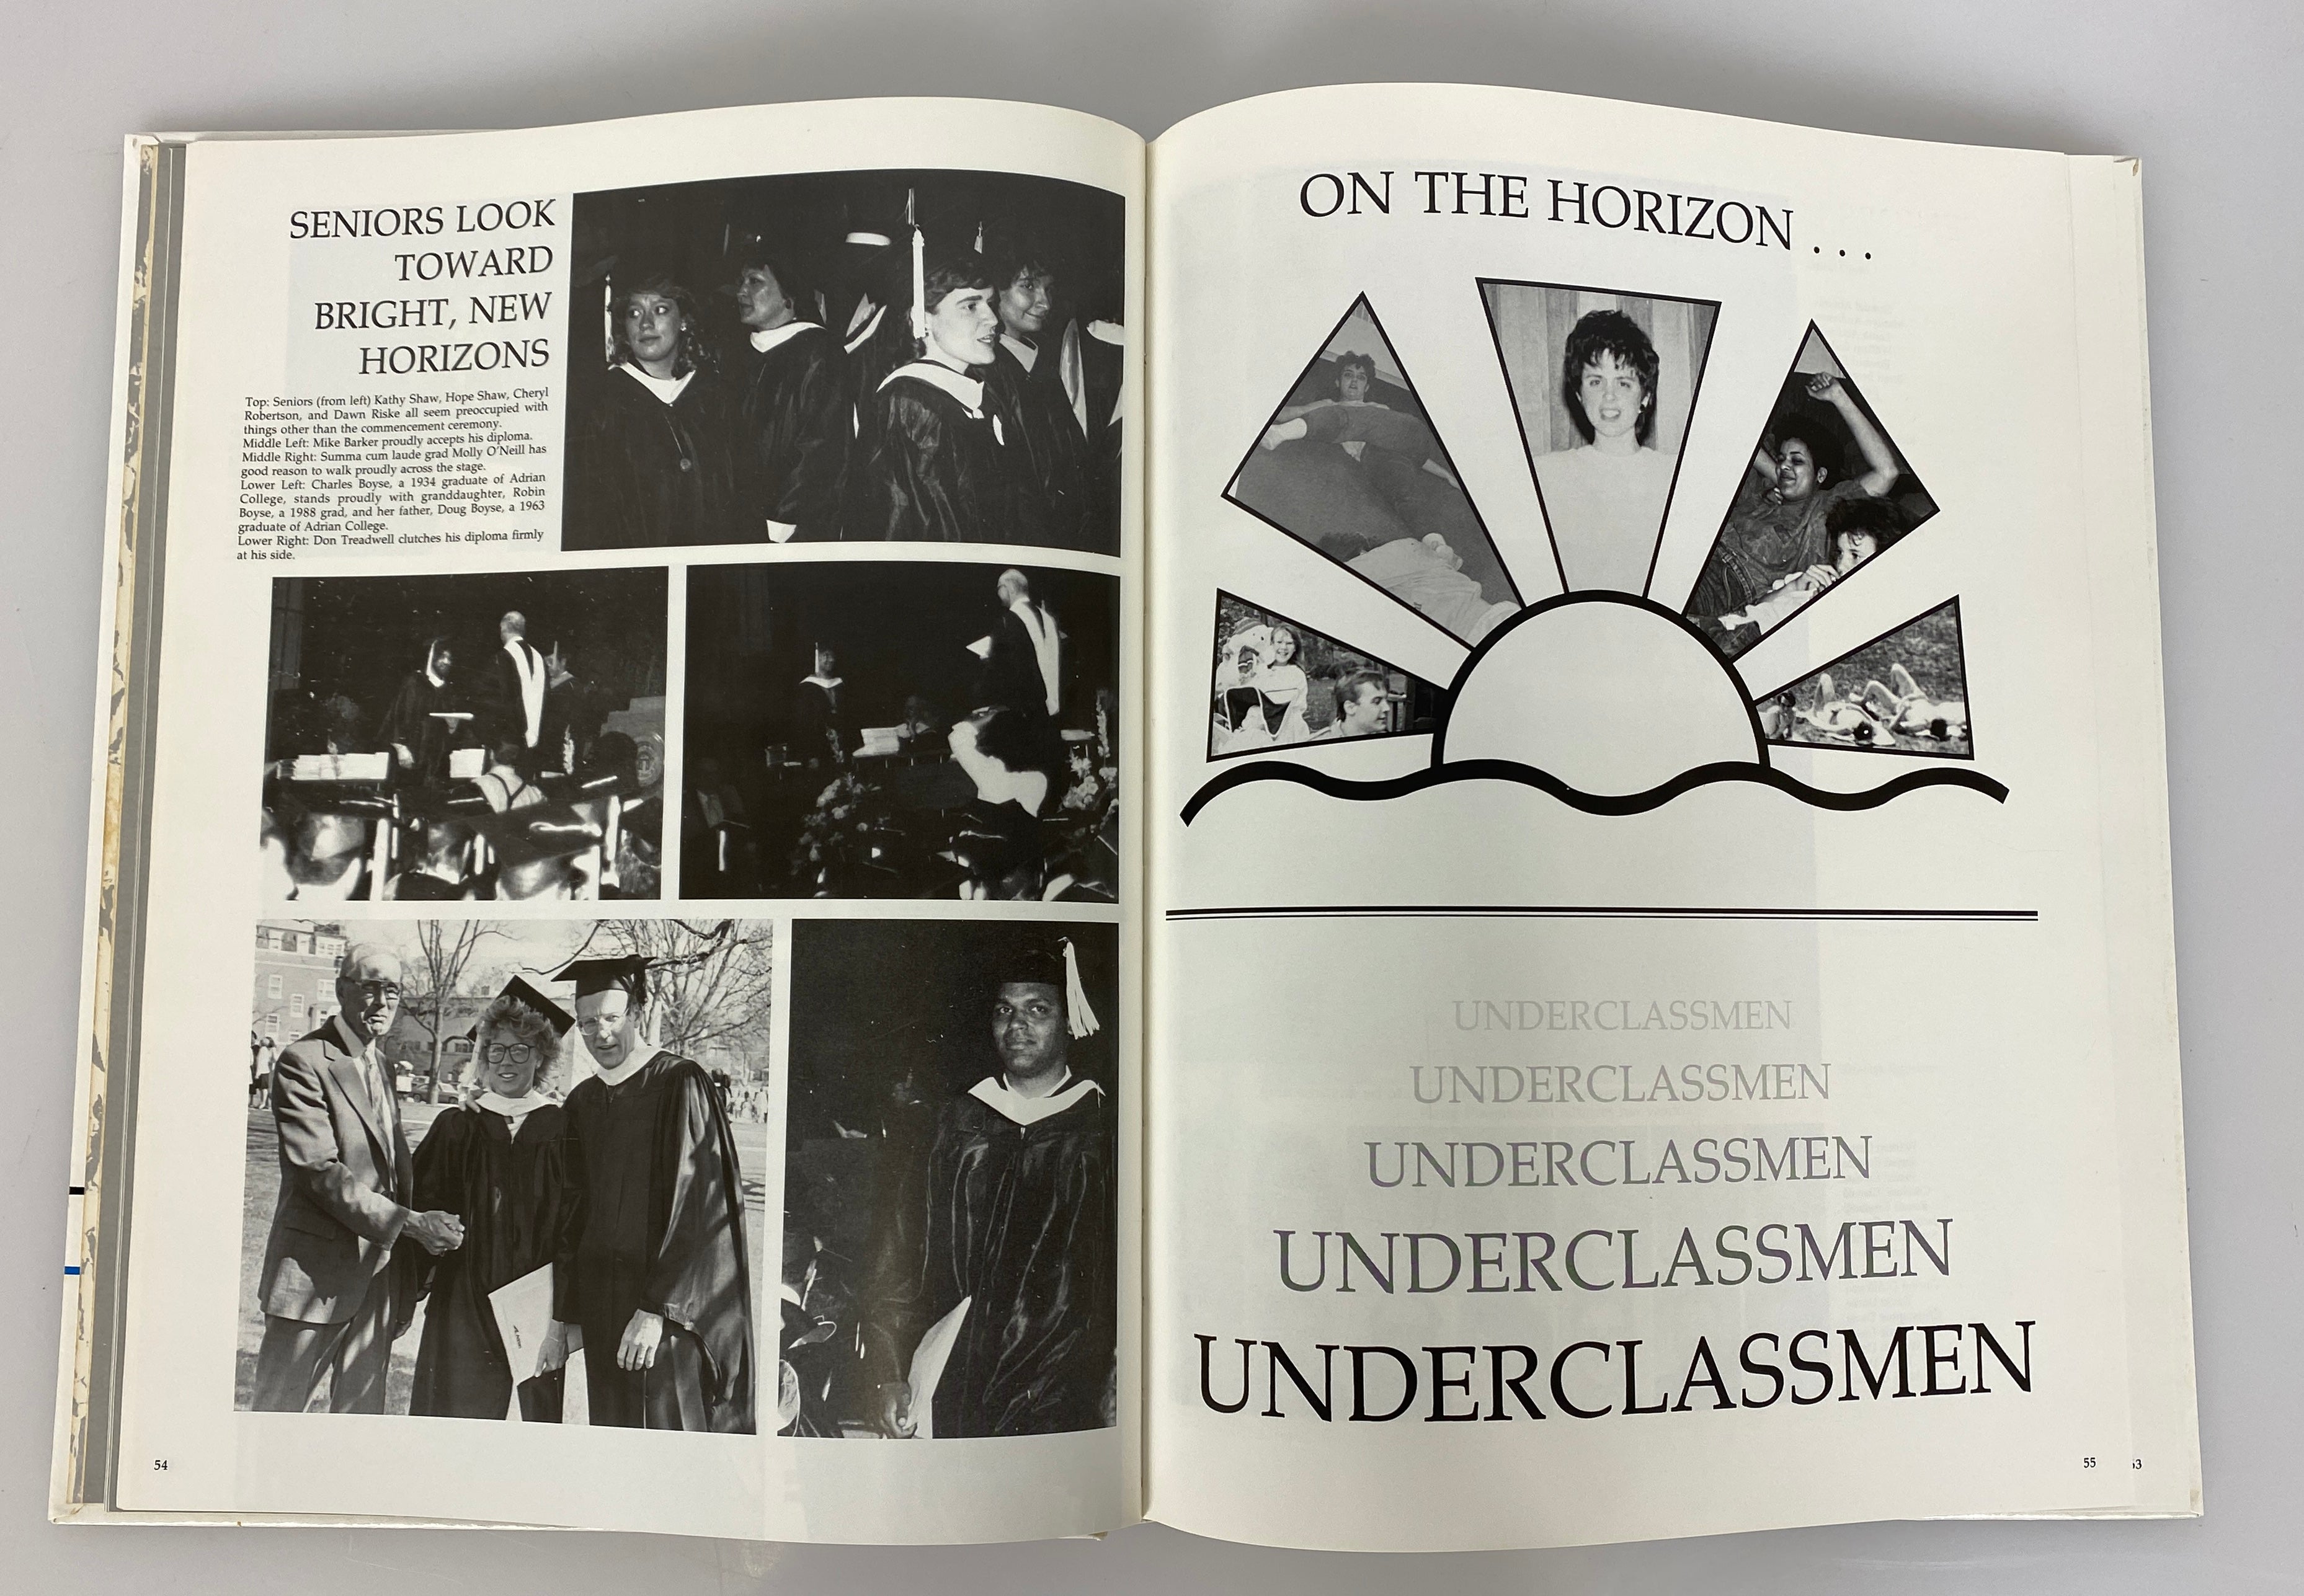 SENIORS LOOK
TOWARD
BRIGHT, NEW
HORIZONS
Top: Seniors (from left) Kathy Shaw, Hope Shaw, Cheryl
Robertson, and Dawn Riske all seem preoccupied with
things other than the commencement ceremony.
Middle Left: Mike Barker proudly accepts his diploma.
Middle Right: Summa cum laude grad Molly O'Neill has
good reason to walk proudly across the stage.
Lower Left: Charles Boyse, a 1934 graduate of Adrian
College, stands proudly with granddaughter, Robin
Boyse, a 1988 grad, and her father, Doug Boyse, a 1963
graduate of Adrian College.
Lower Right: Don Treadwell clutches his diploma firmly
at his side.
54
ON THE HORIZON . . .
UNDERCLASSMEN
UNDERCLASSMEN
UNDERCLASSMEN
UNDERCLASSMEN
UNDERCLASSMEN
55